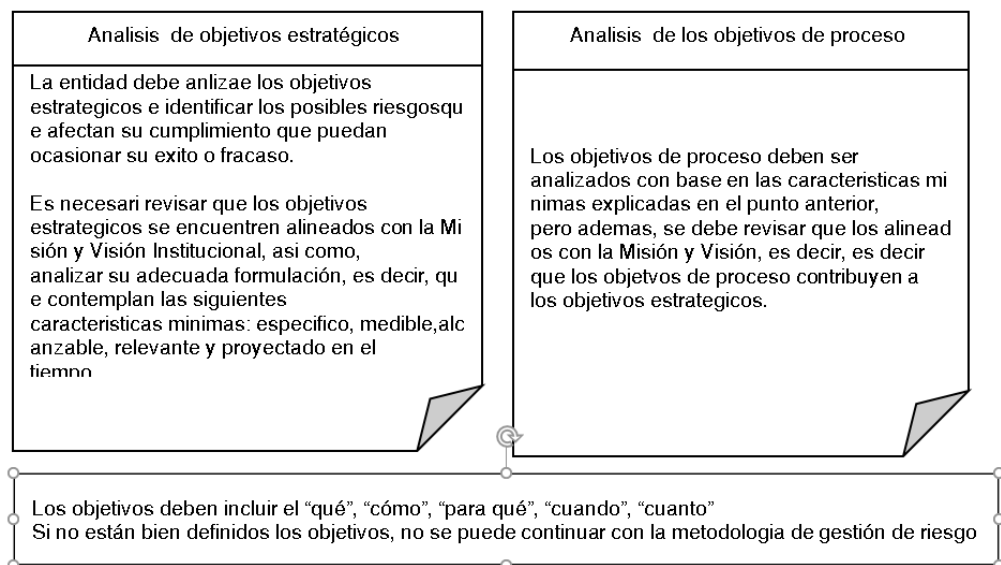 Analisis de objetivos estratégicos
La entidad debe anlizae los objetivos
estrategicos e identificar los posibles riesgosqu
e afectan su cumplimiento que puedan
ocasionar su exito o fracaso.
Es necesari revisar que los objetivos
estrategicos se encuentren alineados con la Mi
sión y Visión Institucional, asi como,
analizar su adecuada formulación, es decir, qu
e contemplan las siguientes
caracteristicas minimas: especifico, medible,alc
anzable, relevante y proyectado en el
tiempo
Analisis de los objetivos de proceso
Los objetivos de proceso deben ser
analizados con base en las caracteristicas mi
nimas explicadas en el punto anterior,
pero ademas, se debe revisar que los alinead
os con la Misión y Visión, es decir, es decir
que los objetvos de proceso contribuyen a
los objetivos estrategicos.
Los objetivos deben incluir el “qué”, “cómo”, “para qué”, “cuando”, “cuanto”
Si no están bien definidos los objetivos, no se puede continuar con la metodologia de gestión de riesgo